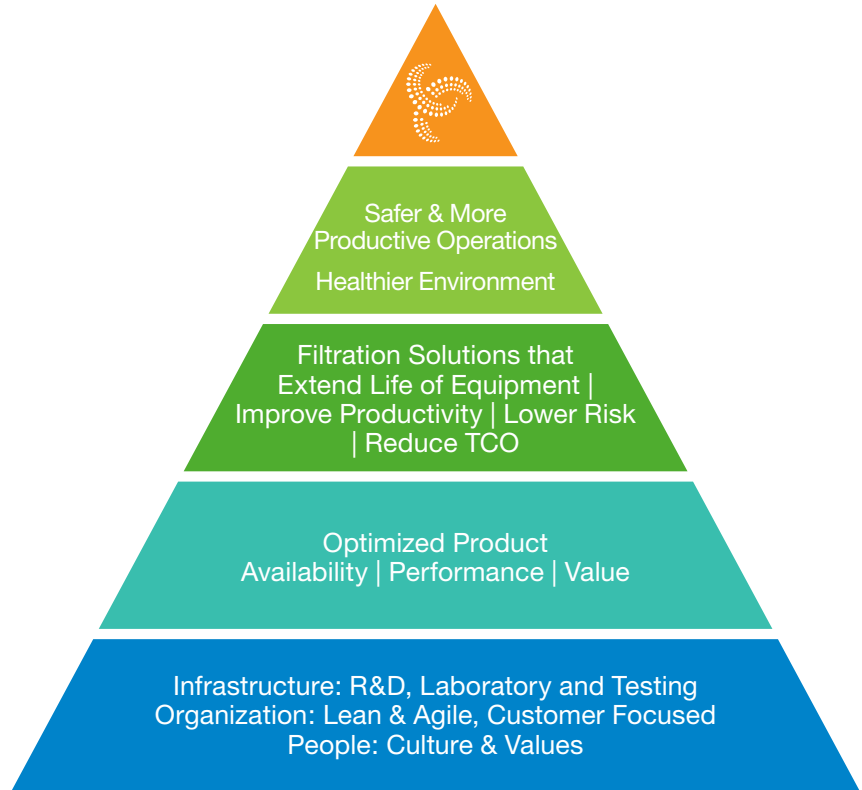 Safer & More
Productive Operations
Healthier Environment
Filtration Solutions that
Extend Life of Equipment |
Improve Productivity | Lower Risk
| Reduce TCO
Optimized Product
Availability | Performance | Value
Infrastructure: R&D, Laboratory and Testing
Organization: Lean & Agile, Customer Focused
People: Culture & Values